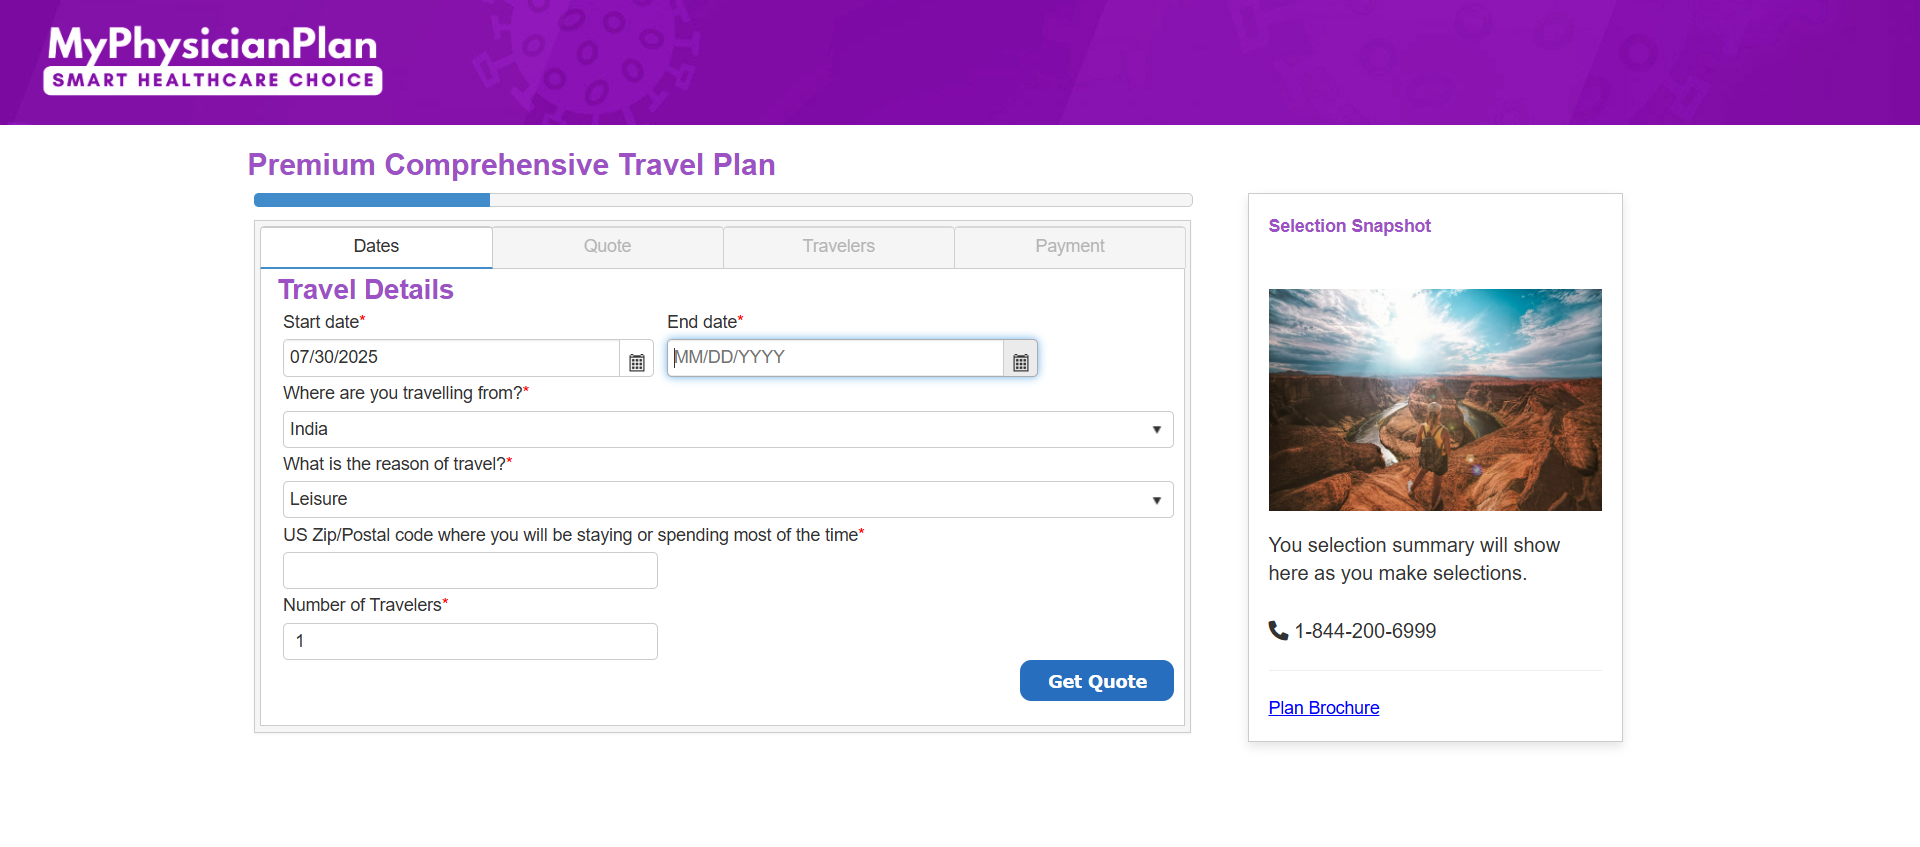 MyPhysicianPlan
SMART HEALTHCARE CHOICE
Premium Comprehensive Travel Plan
Dates
Quote
Travelers
Payment
Travel Details
Start date*
End date*
07/30/2025
MM/DD/YYYY
Where are you travelling from?*
India
What is the reason of travel?*
Leisure
US Zip/Postal code where you will be staying or spending most of the time*
Number of Travelers*
1
Get Quote
Selection Snapshot
You selection summary will show
here as you make selections.
1-844-200-6999
Plan Brochure